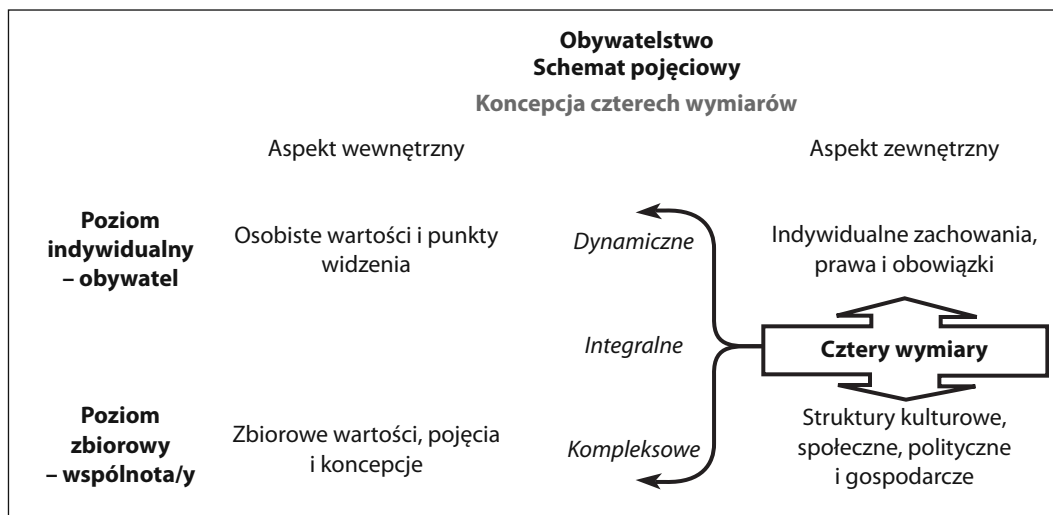 Obywatelstwo
Schemat pojęciowy
Koncepcja czterech wymiarów
Aspekt wewnętrzny
Aspekt zewnętrzny
Poziom
indywidualny
– obywatel
Osobiste wartości i punkty
widzenia
Dynamiczne
Indywidualne zachowania,
prawa i obowiązki
Integralne
Cztery wymiary
Poziom
zbiorowy
– wspólnota/y
Zbiorowe wartości, pojęcia
i koncepcje
Kompleksowe
Struktury kulturowe,
społeczne, polityczne
i gospodarcze